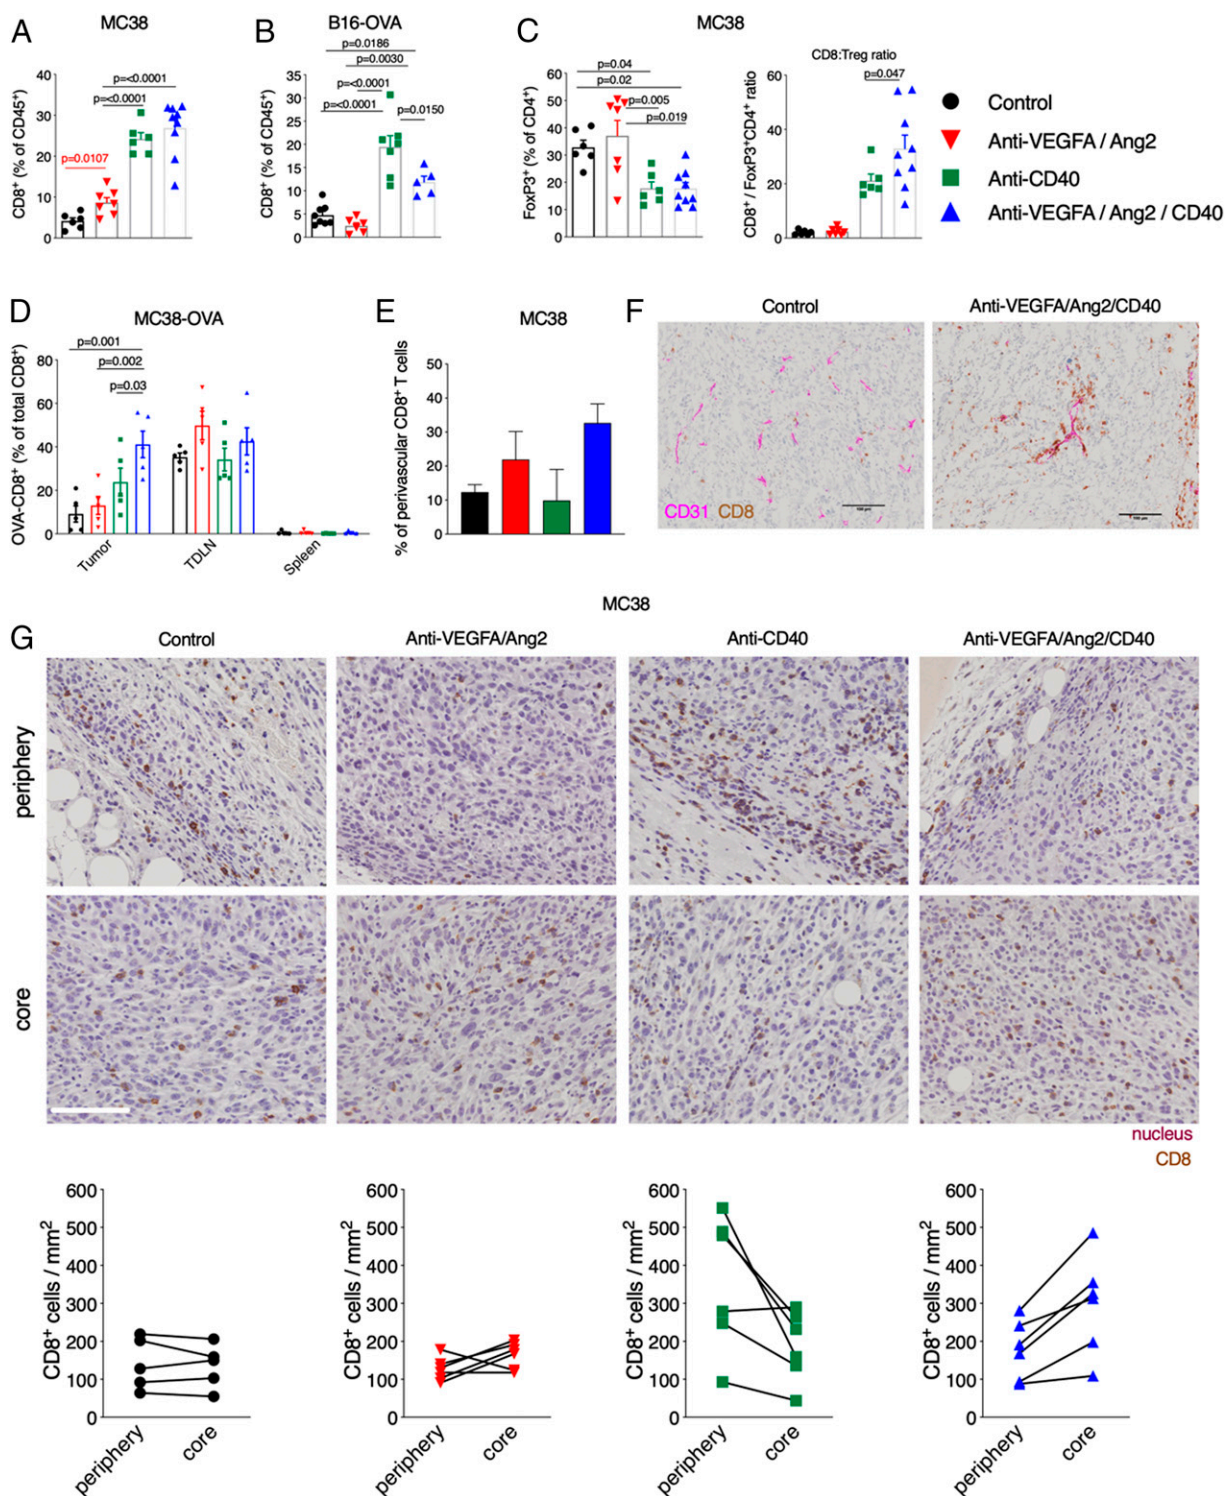 A
MC38
CD8+ (% of CD45+)
40
30
20
10
0
p=<0.0001
p=<0.0001
p=0.0107
B
B16-OVA
CD8+ (% of CD45+)
35
30
25
20
15
10
5
0
p=0.0186
p=0.0030
p=<0.0001
p=<0.0001
p=0.0150
C
MC38
FoxP3+ (% of CD4+)
60
50
40
30
20
10
0
p=0.04
p=0.02
p=0.005
p=0.019
CD8:Treg ratio
CD8+ / FoxP3+CD4+ ratio
60
40
20
0
p=0.047
Control
Anti-VEGFA / Ang2
Anti-CD40
Anti-VEGFA / Ang2 / CD40
D
MC38-OVA
OVA-CD8+ (% of total CD8+)
80
60
40
20
0
p=0.001
p=0.002
p=0.03
Tumor
TDLN
Spleen
E
MC38
% of perivascular CD8+ T cells
50
40
30
20
10
0
F
Control
Anti-VEGFA/Ang2/CD40
CD31 CD8
100 µm
100 µm
MC38
G
Control
Anti-VEGFA/Ang2
Anti-CD40
Anti-VEGFA/Ang2/CD40
periphery
core
nucleus
CD8
CD8+ cells / mm2
600
500
400
300
200
100
0
periphery
core
CD8+ cells / mm2
600
500
400
300
200
100
0
periphery
core
CD8+ cells / mm2
600
500
400
300
200
100
0
periphery
core
CD8+ cells / mm2
600
500
400
300
200
100
0
periphery
core